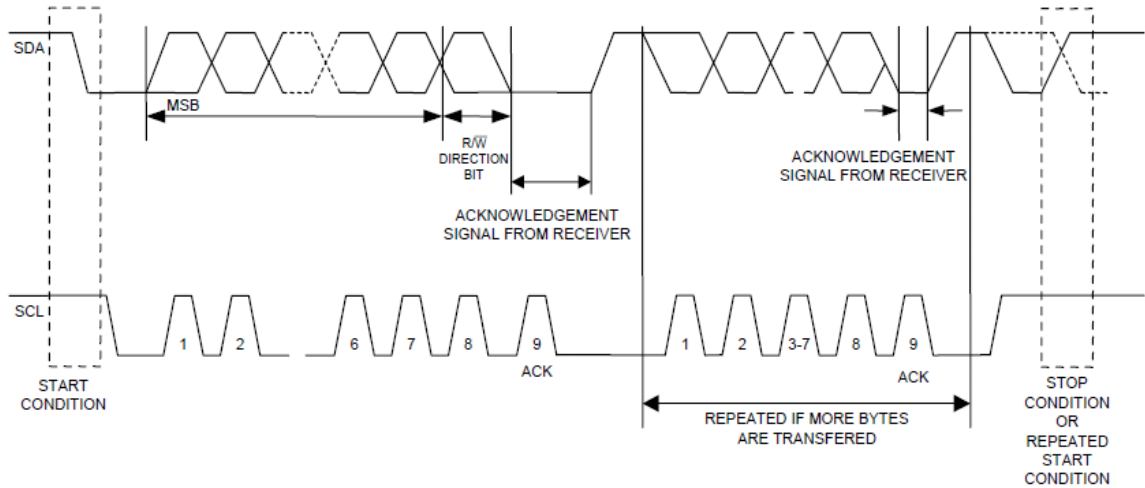 SDA
MSB
R/W̅
DIRECTION
BIT
ACKNOWLEDGEMENT
SIGNAL FROM RECEIVER
ACKNOWLEDGEMENT
SIGNAL FROM RECEIVER
SCL
1 2 6 7 8 9 1 2 3-7 8 9
ACK ACK
START
CONDITION
REPEATED IF MORE BYTES
ARE TRANSFERED
STOP
CONDITION
OR
REPEATED
START
CONDITION